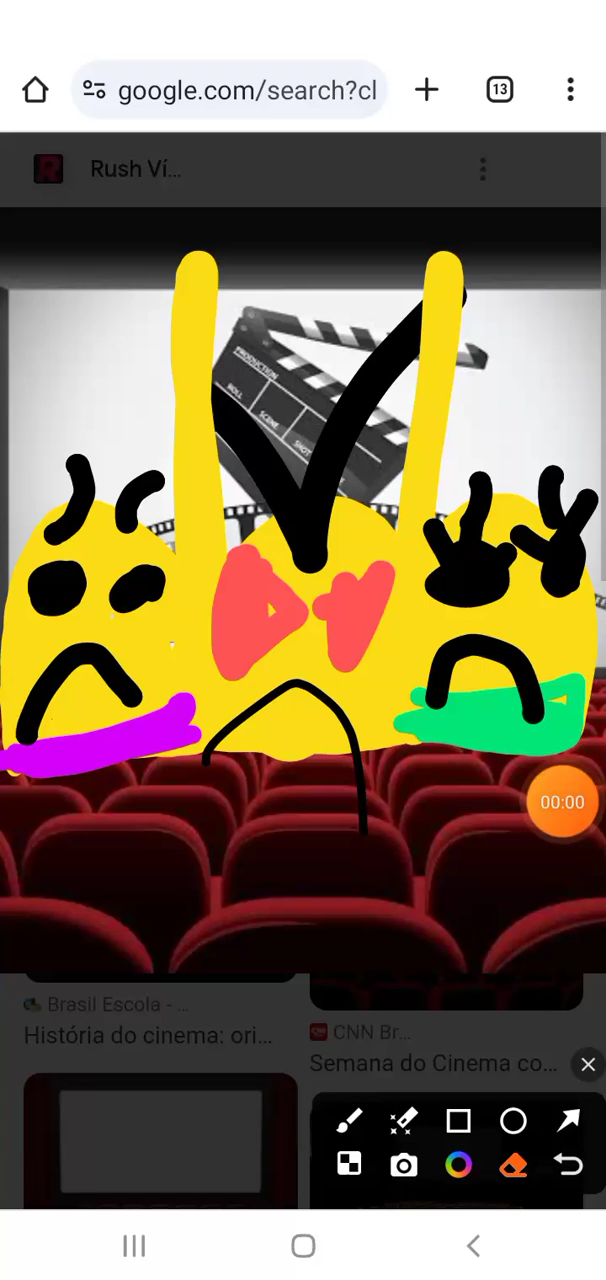 google.com/search?cl
13
Rush Ví...
PRODUCTION
ROLL
SCENE
SHOT
00:00
Brasil Escola - ...
CNN Br...
História do cinema: ori...
Semana do Cinema co...